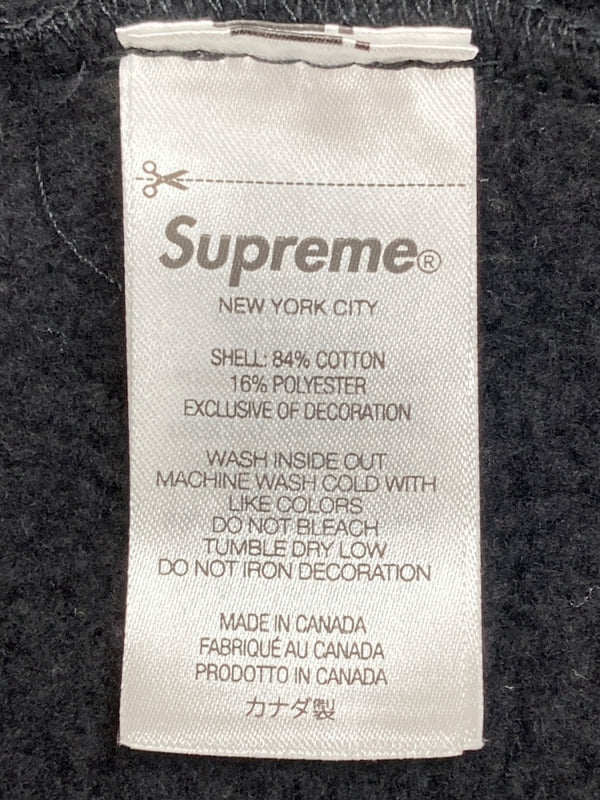 Supreme®
NEW YORK CITY
SHELL: 84% COTTON
16% POLYESTER
EXCLUSIVE OF DECORATION
WASH INSIDE OUT
MACHINE WASH COLD WITH
LIKE COLORS
DO NOT BLEACH
TUMBLE DRY LOW
DO NOT IRON DECORATION
MADE IN CANADA
FABRIQUÉ AU CANADA
PRODOTTO IN CANADA
カナダ製